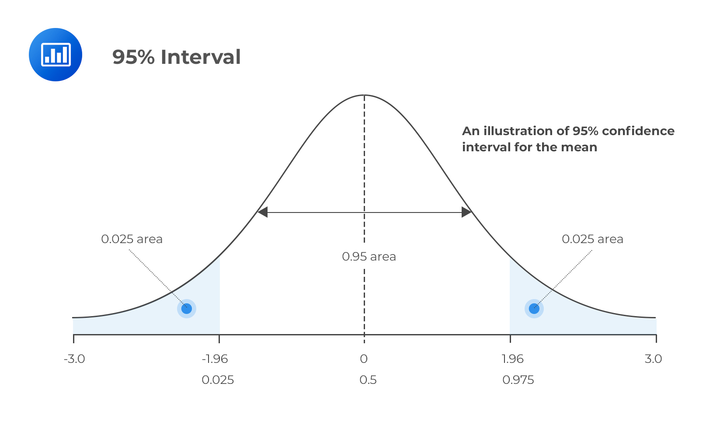 95% Interval
An illustration of 95% confidence
interval for the mean
0.025 area
0.025 area
0.95 area
-3.0 -1.96 0 1.96 3.0
0.025 0.5 0.975